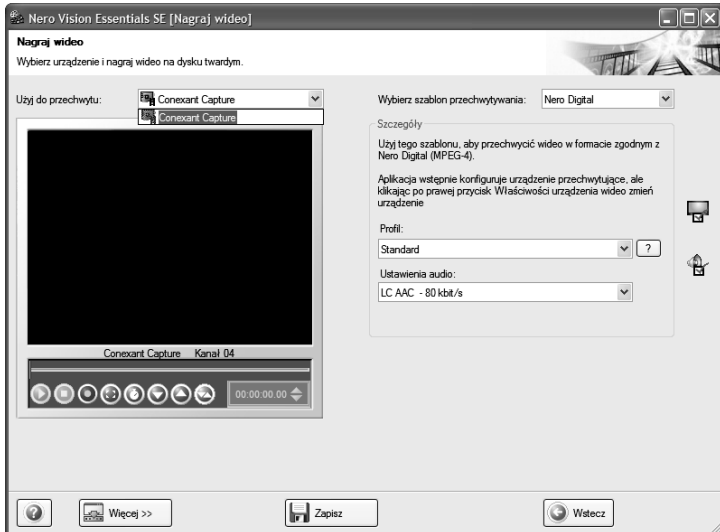 Nero Vision Essentials SE [Nagraj wideo]
Nagraj wideo
Wybierz urządzenie i nagraj wideo na dysku twardym.
Użyj do przechwytu:
Conexant Capture
Conexant Capture
Conexant Capture Kanał 04
00:00:00.00
Wybierz szablon przechwytywania:
Nero Digital
Szczegóły
Użyj tego szablonu, aby przechwycić wideo w formacie zgodnym z
Nero Digital (MPEG-4).
Aplikacja wstępnie konfiguruje urządzenie przechwytujące, ale
klikając po prawej przycisk Właściwości urządzenia wideo zmień
urządzenie
Profil:
Standard
?
Ustawienia audio:
LC AAC - 80 kbit/s
?
Więcej >>
Zapisz
Wstecz